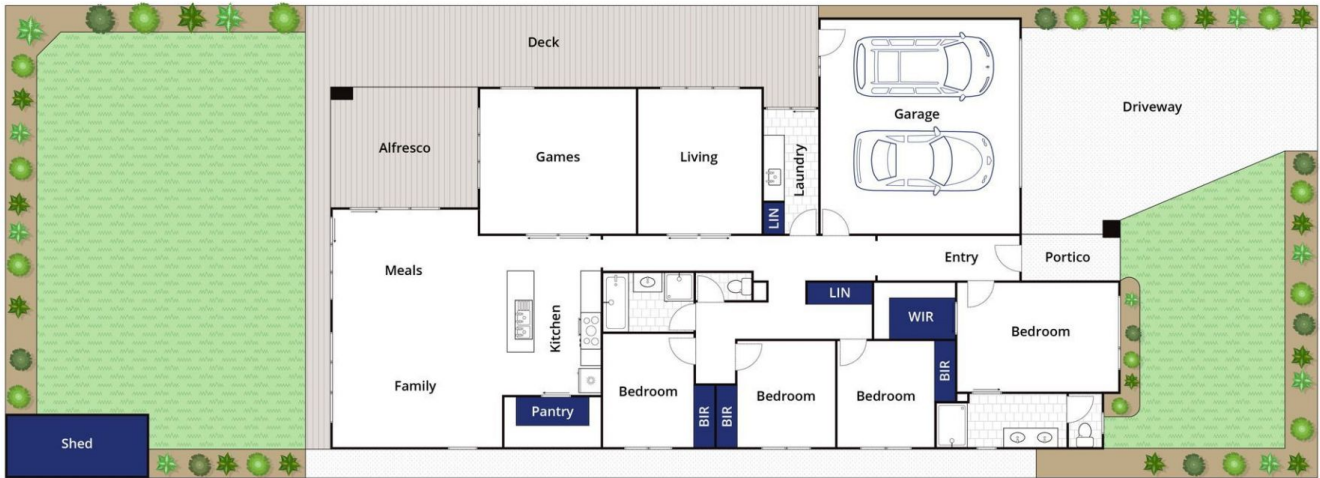 Deck
Garage
Driveway
Alfresco
Games
Living
Laundry
LIN
Meals
Entry
Portico
LIN
WIR
Kitchen
Bedroom
Family
Bedroom
BIR
BIR
Bedroom
Bedroom
BIR
Pantry
Shed